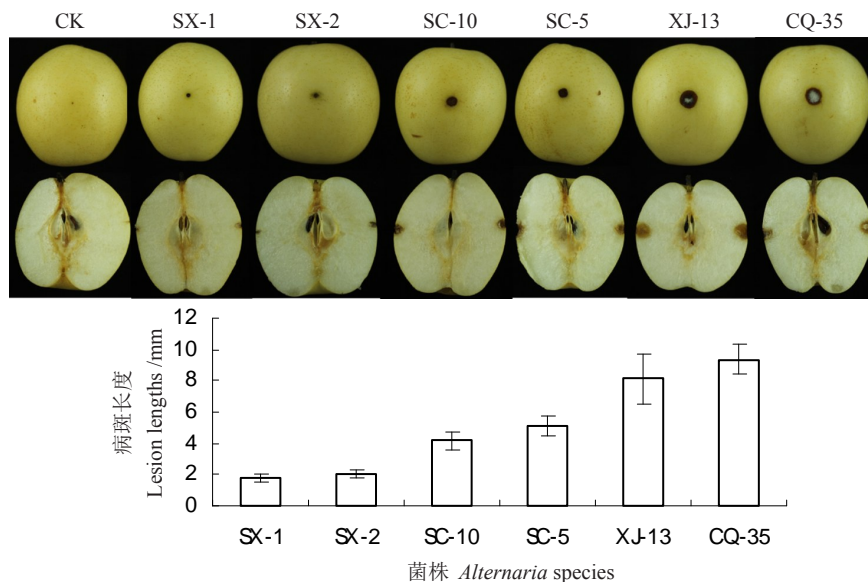 CK SX-1 SX-2 SC-10 SC-5 XJ-13 CQ-35
12
10
8
6
4
2
0
病斑长度
Lesion lengths /mm
SX-1 SX-2 SC-10 SC-5 XJ-13 CQ-35
菌株 Alternaria species